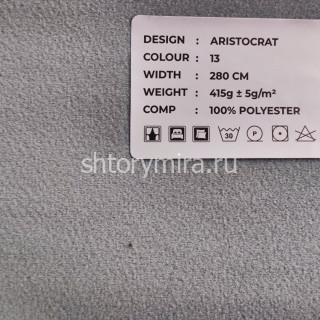 DESIGN : ARISTOCRAT
COLOUR : 13
WIDTH : 280 CM
WEIGHT : 415g ± 5g/m²
COMP : 100% POLYESTER
30 P
shtorymira.ru